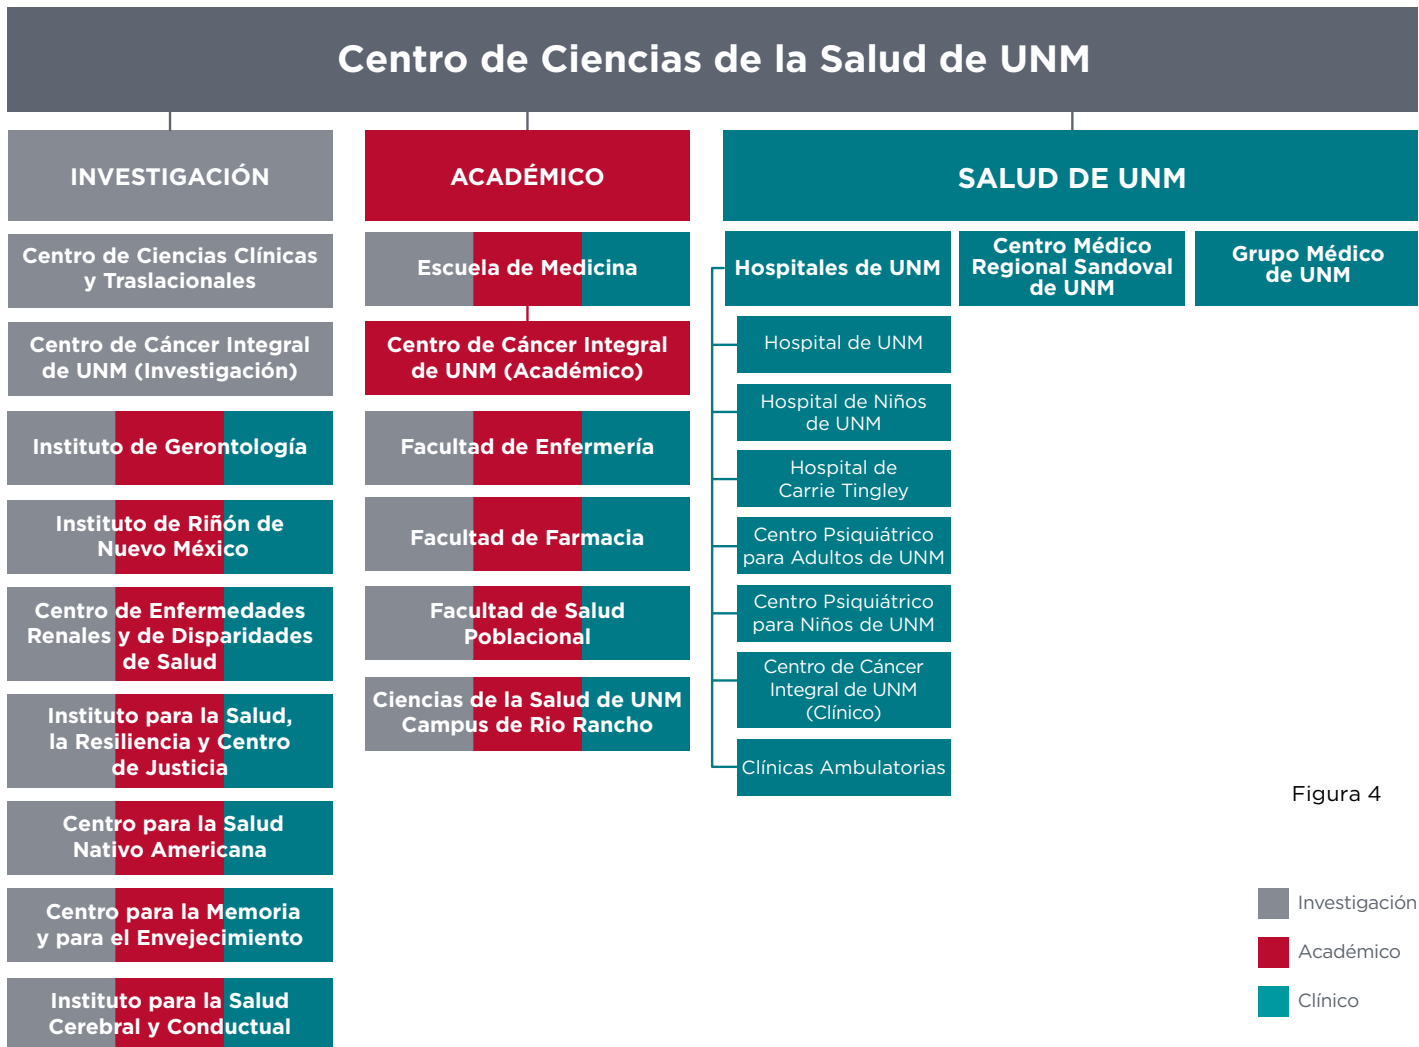 Centro de Ciencias de la Salud de UNM
INVESTIGACIÓN
Centro de Ciencias Clínicas
y Traslacionales
Centro de Cáncer Integral
de UNM (Investigación)
Instituto de Gerontología
Instituto de Riñón de
Nuevo México
Centro de Enfermedades
Renales y de Disparidades
de Salud
Instituto para la Salud,
la Resiliencia y Centro
de Justicia
Centro para la Salud
Nativo Americana
Centro para la Memoria
y para el Envejecimiento
Instituto para la Salud
Cerebral y Conductual
ACADÉMICO
Escuela de Medicina
Centro de Cáncer Integral
de UNM (Académico)
Facultad de Enfermería
Facultad de Farmacia
Facultad de Salud
Poblacional
Ciencias de la Salud de UNM
Campus de Rio Rancho
SALUD DE UNM
Hospitales de UNM
Hospital de UNM
Hospital de Niños
de UNM
Hospital de
Carrie Tingley
Centro Psiquiátrico
para Adultos de UNM
Centro Psiquiátrico
para Niños de UNM
Centro de Cáncer
Integral de UNM
(Clínico)
Clínicas Ambulatorias
Centro Médico
Regional Sandoval
de UNM
Grupo Médico
de UNM
Figura 4
Investigación
Académico
Clínico